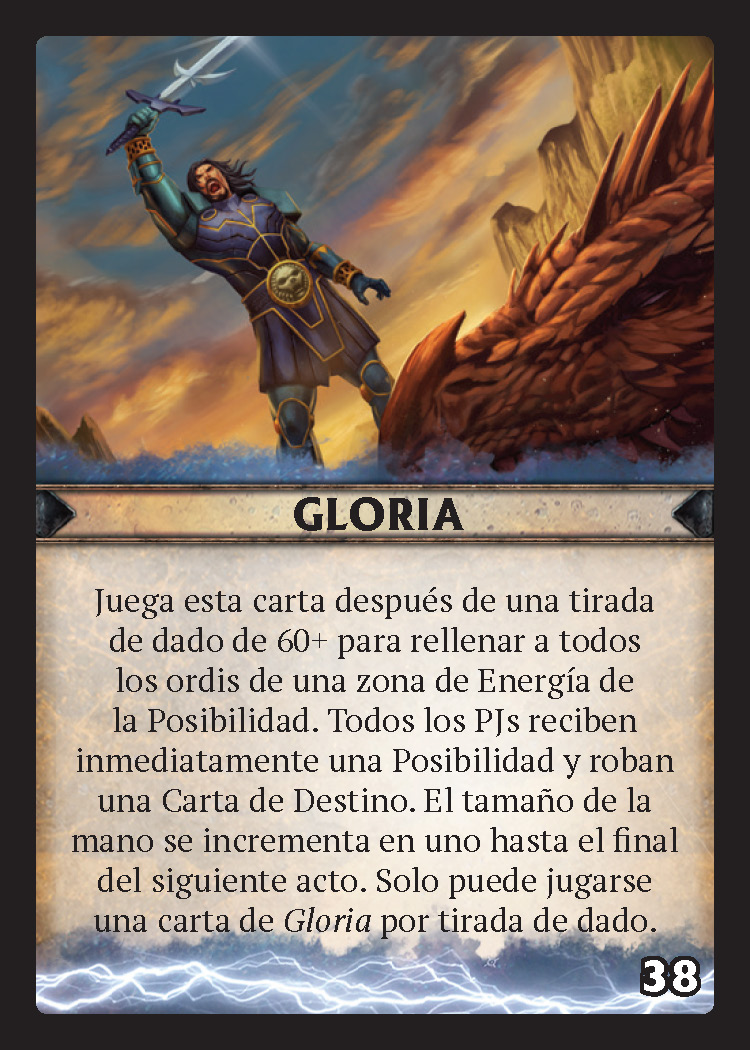 GLORIA
Juega esta carta después de una tirada
de dado de 60+ para rellenar a todos
los ordis de una zona de Energía de
la Posibilidad. Todos los PJs reciben
inmediatamente una Posibilidad y roban
una Carta de Destino. El tamaño de la
mano se incrementa en uno hasta el final
del siguiente acto. Solo puede jugarse
una carta de Gloria por tirada de dado.
38